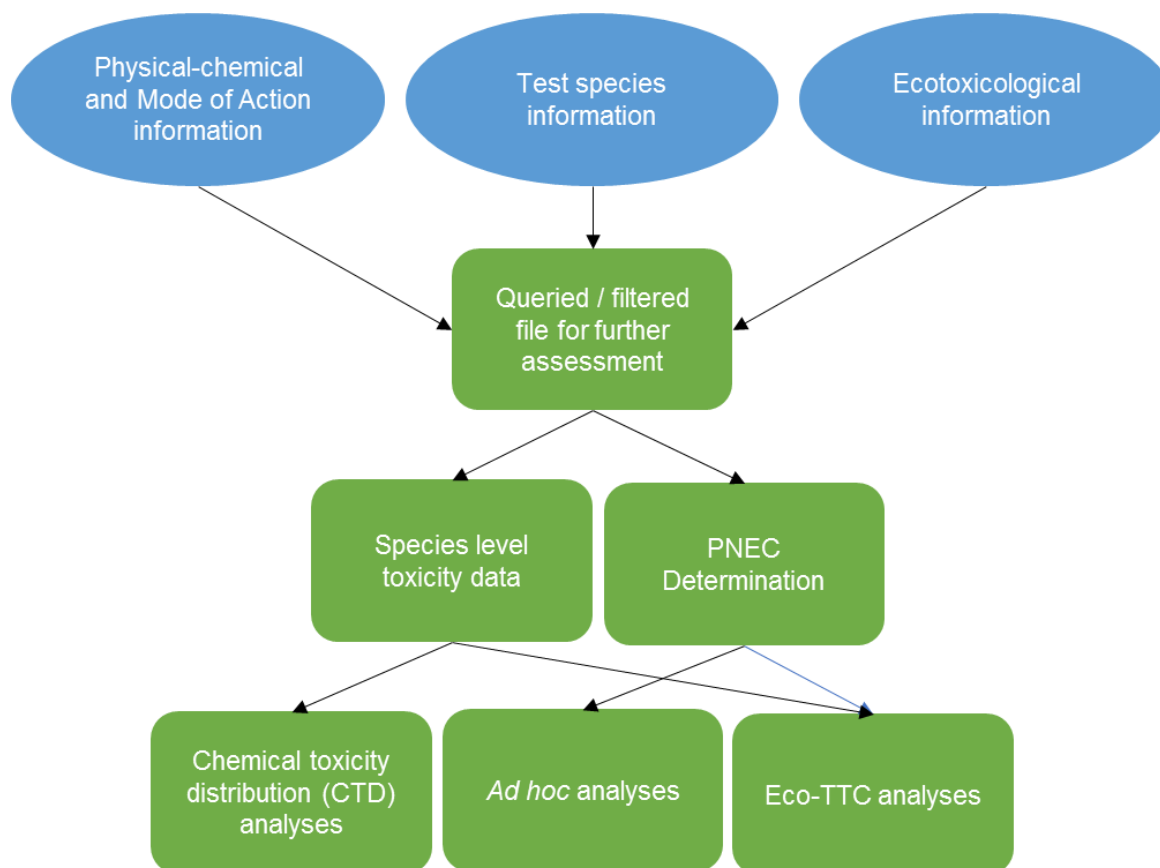 Physical-chemical
and Mode of Action
information
Test species
information
Ecotoxicological
information
Queried / filtered
file for further
assessment
Species level
toxicity data
PNEC
Determination
Chemical toxicity
distribution (CTD)
analyses
Ad hoc analyses
Eco-TTC analyses